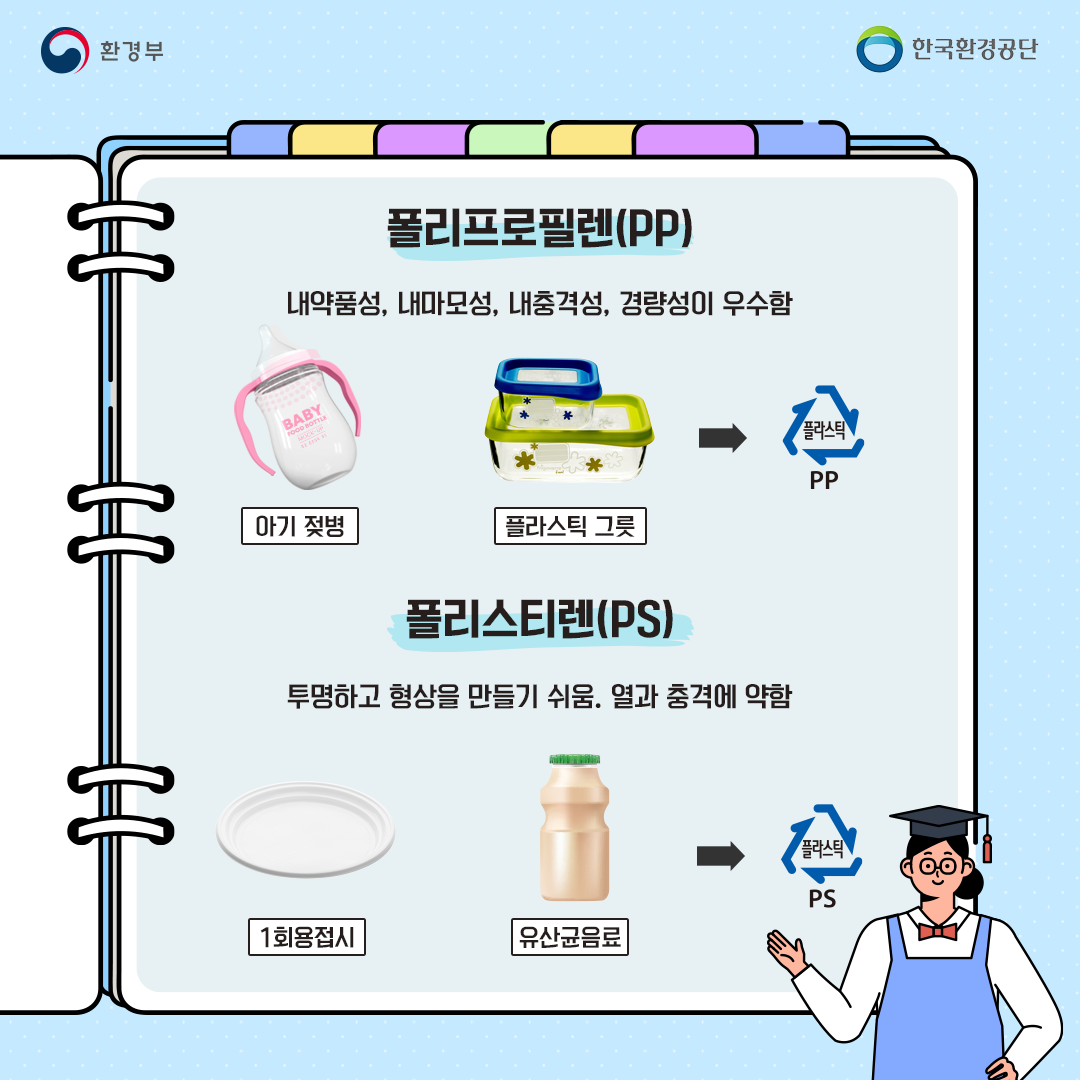 환경부
한국환경공단
폴리프로필렌(PP)
내약품성, 내마모성, 내충격성, 경량성이 우수함
BABY
FOOD BOTTLE
플라스틱
PP
아기 젖병
플라스틱 그릇
폴리스티렌(PS)
투명하고 형상을 만들기 쉬움. 열과 충격에 약함
플라스틱
PS
1회용접시
유산균음료